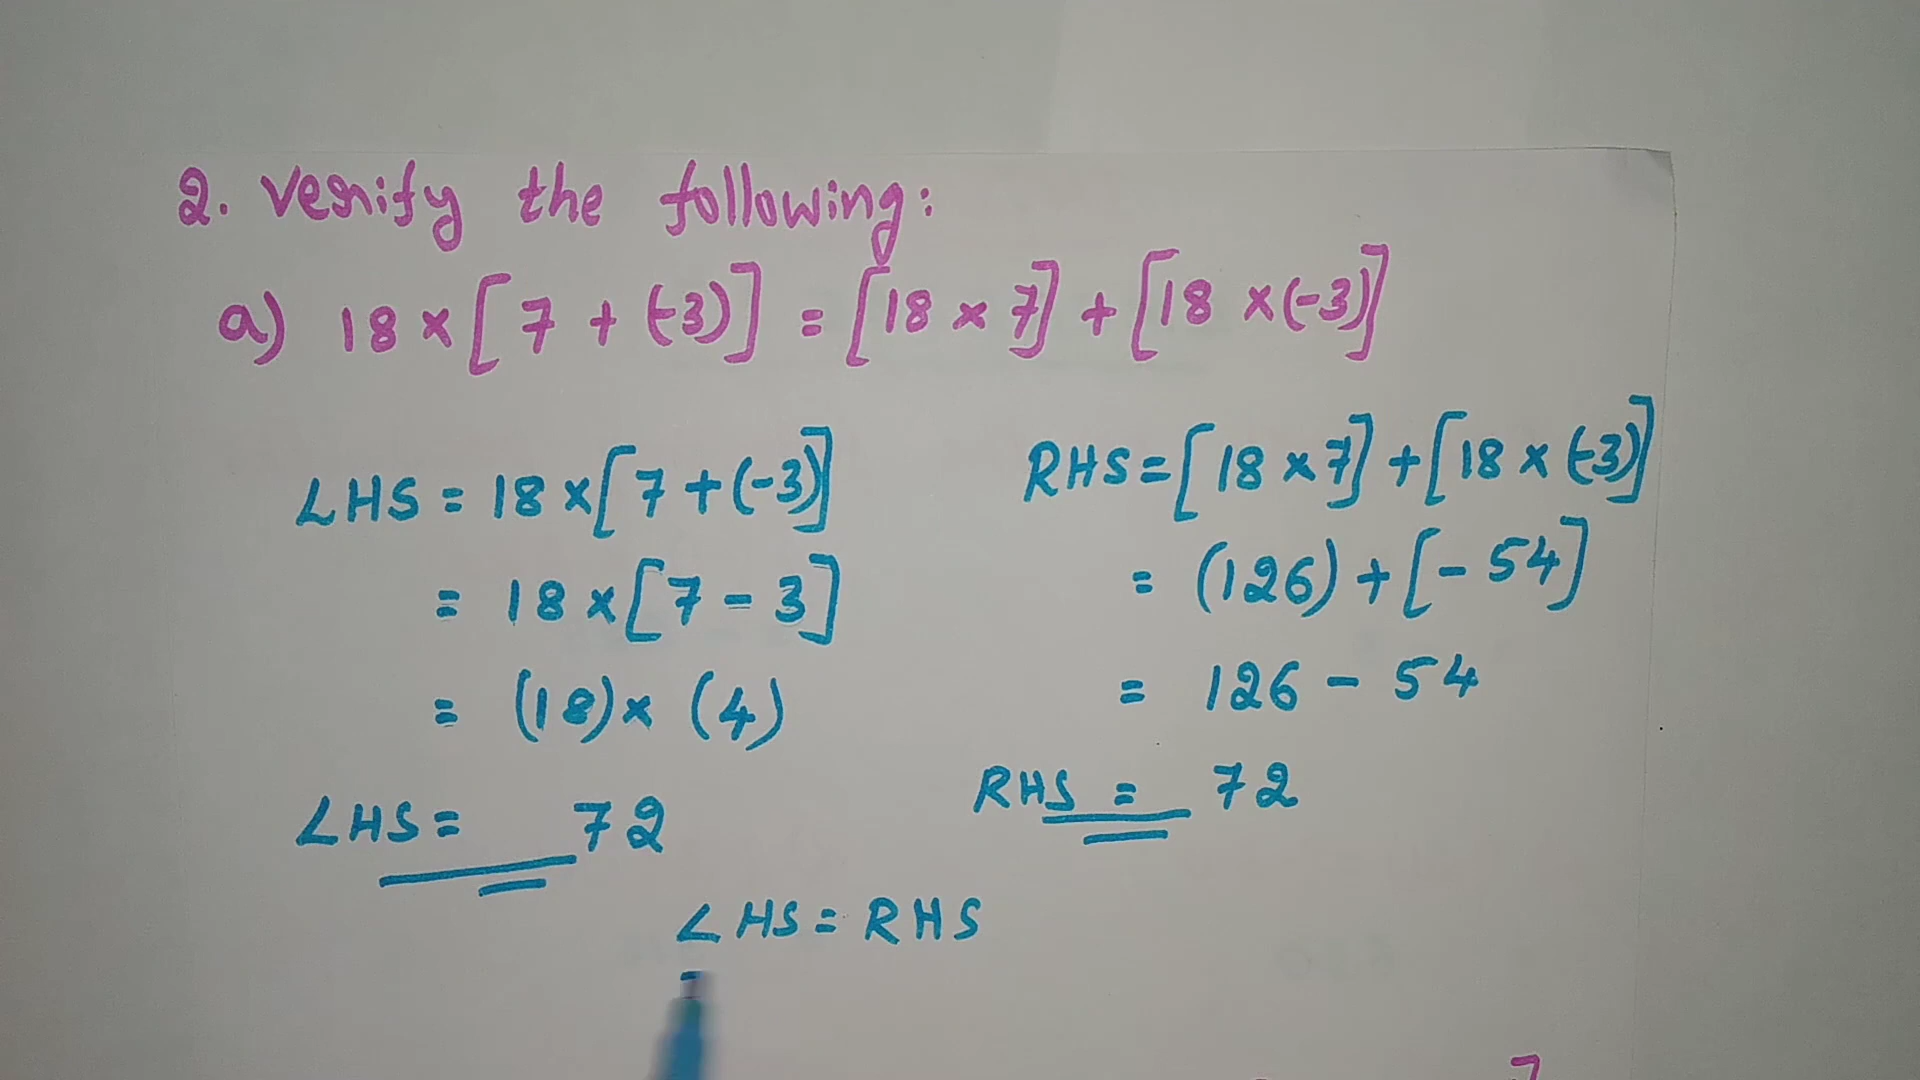 2. Verify the following:
a) 18 × [7 + (-3)] = [18 × 7] + [18 × (-3)]
LHS = 18 × [7 + (-3)]
= 18 × [7 - 3]
= (18) × (4)
LHS = 72
RHS = [18 × 7] + [18 × (-3)]
= (126) + [- 54]
= 126 - 54
RHS = 72
LHS = RHS